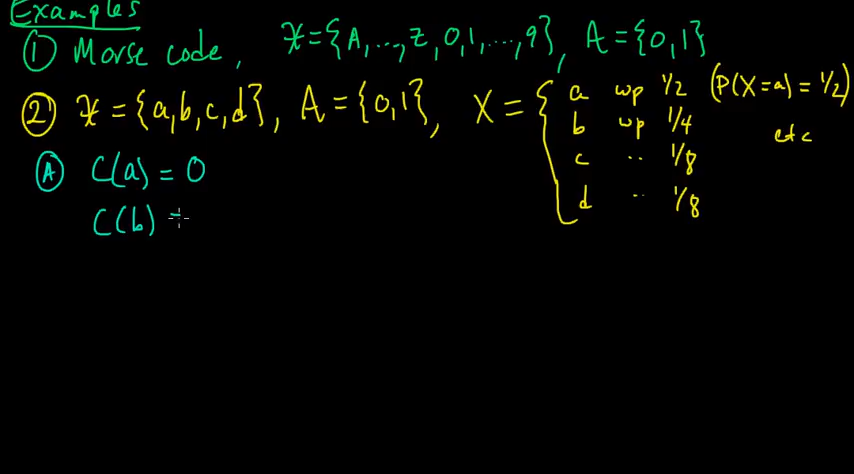 Examples
① Morse code, 𝒳 = {A, ..., Z, 0, 1, ..., 9}, A = {0, 1}
② 𝒳 = {a, b, c, d}, A = {0, 1}, X = { a wp 1/2 (P(X=a) = 1/2)
b wp 1/4 etc
c .. 1/8
d .. 1/8
Ⓐ C(a) = 0
C(b) =